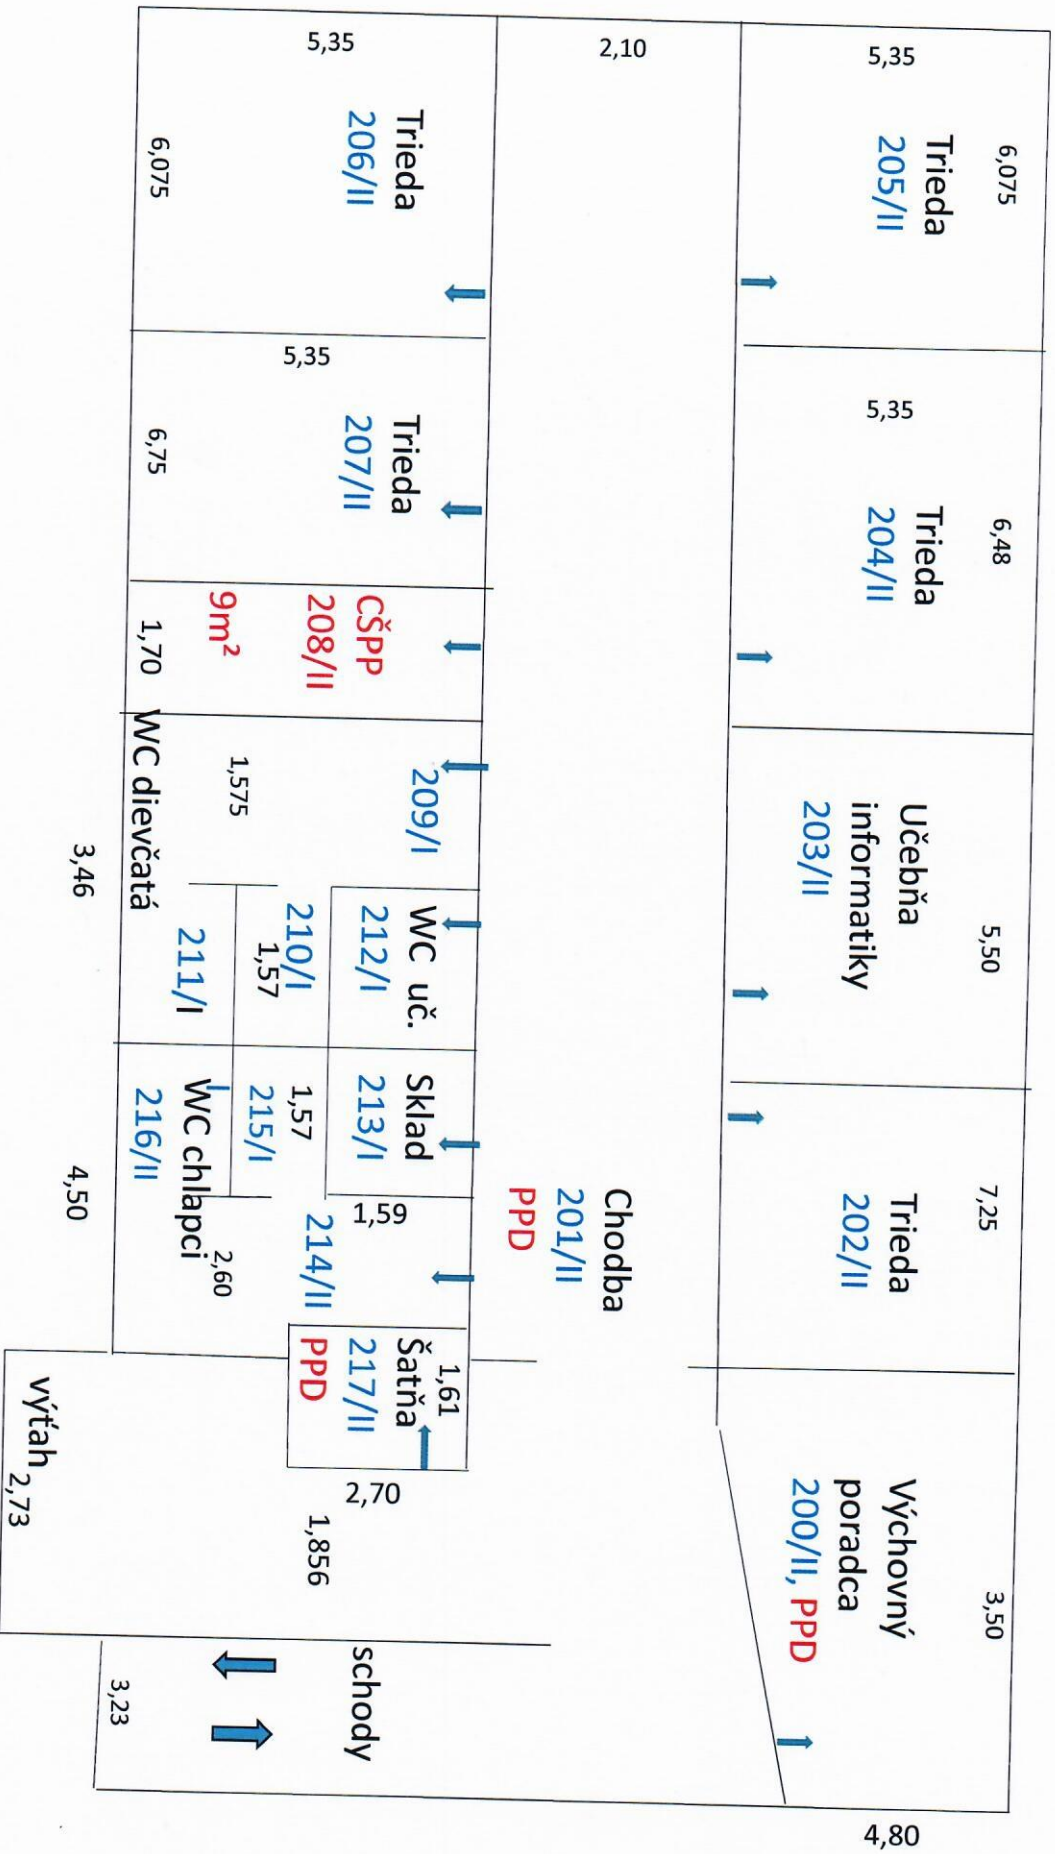 6,075
5,35
Trieda
205/II
6,48
5,35
Trieda
204/II
5,50
Učebňa
informatiky
203/II
7,25
Trieda
202/II
3,50
Výchovný
poradca
200/II, PPD
4,80
2,10
Chodba
201/II
PPD
5,35
Trieda
206/II
6,075
5,35
Trieda
207/II
6,75
CŠPP
208/II
9m²
1,70
209/I
1,575
WC dievčatá
3,46
WC uč.
212/I
210/I
1,57
211/I
Sklad
213/I
1,57
215/I
WC chlapci
216/II
4,50
1,59
214/II
2,60
1,61
Šatňa
217/II
PPD
2,70
1,856
výťah
2,73
schody
3,23